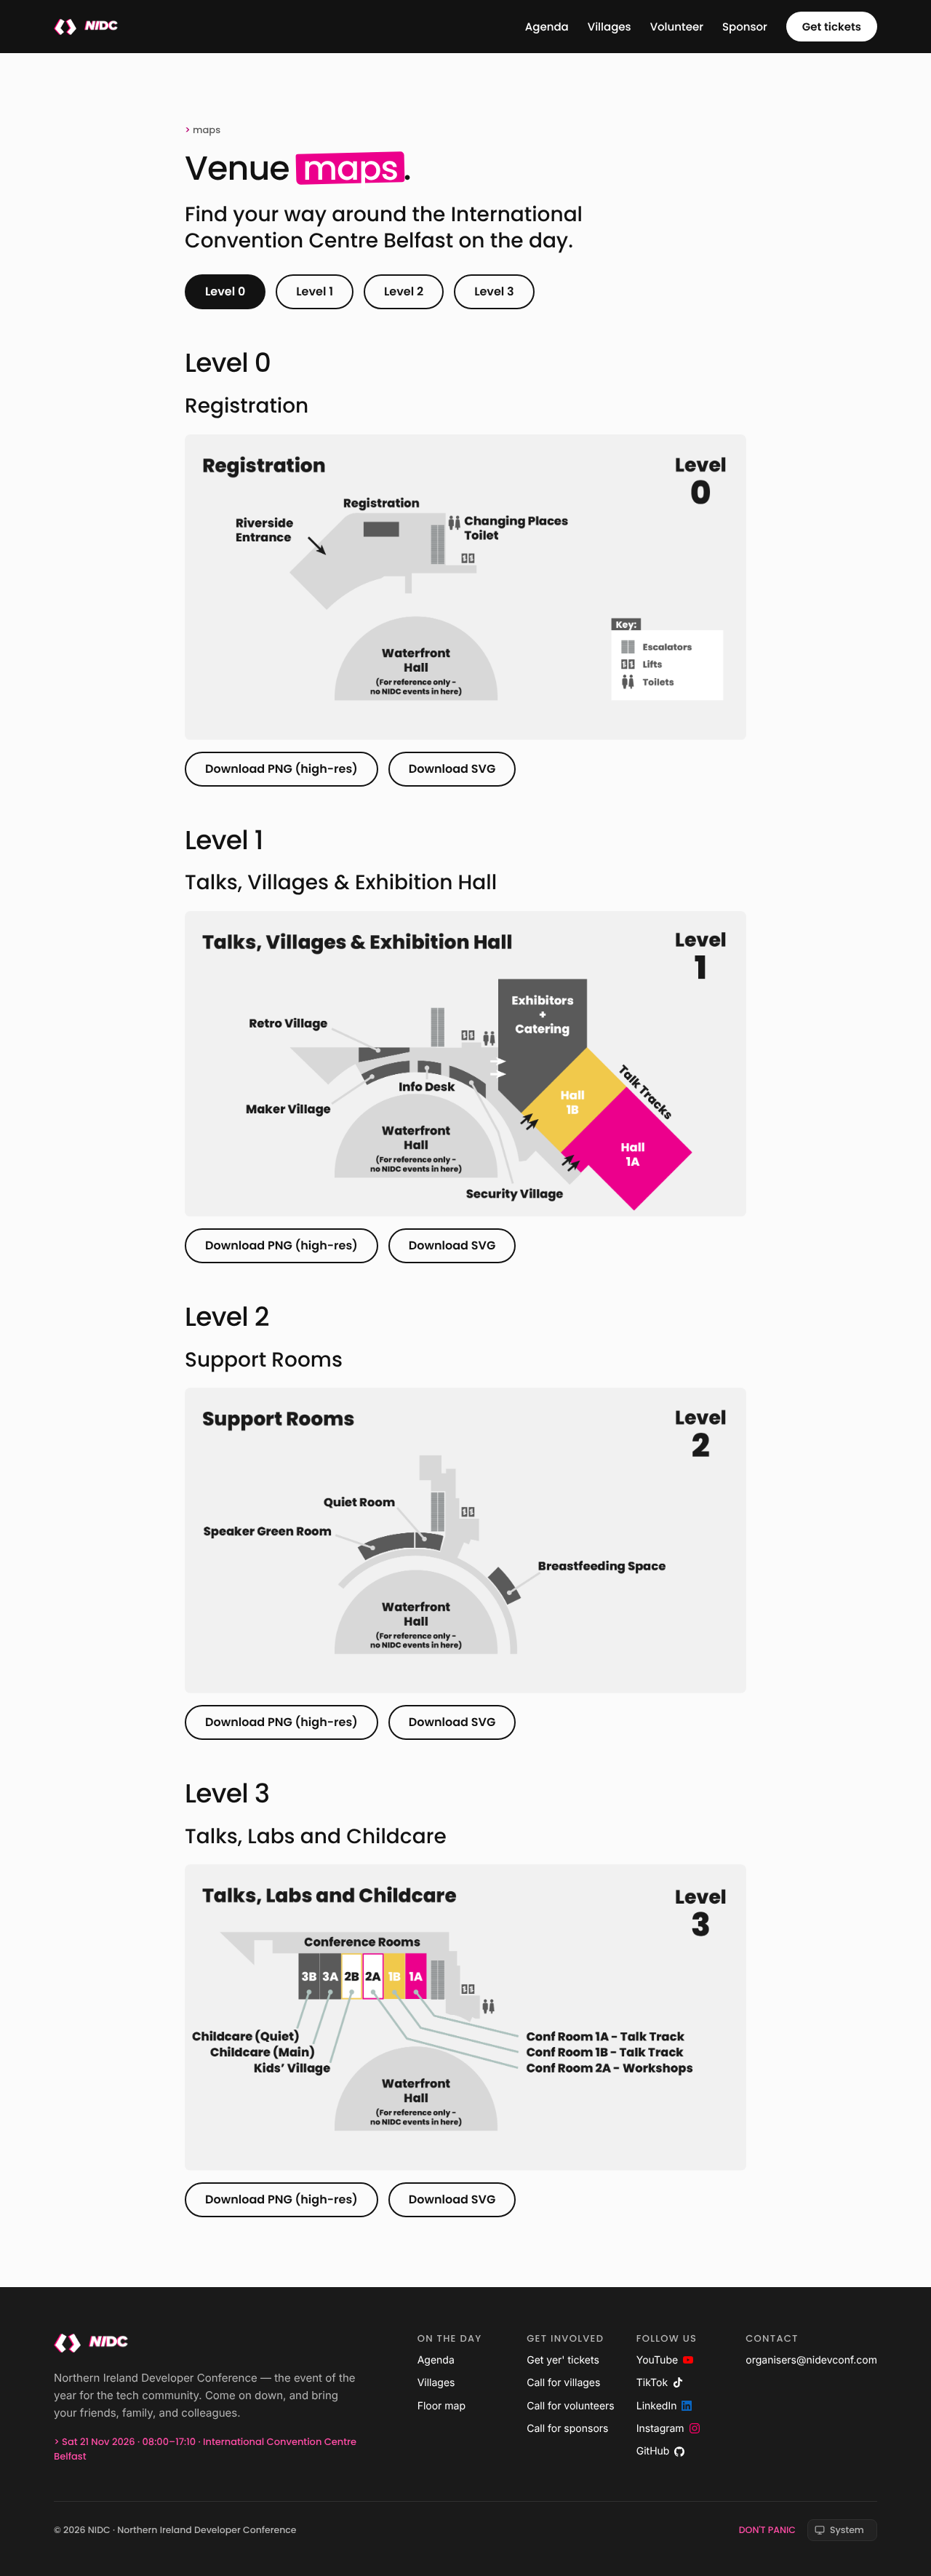 NIDC
Agenda
Villages
Volunteer
Sponsor
Get tickets
> maps
Venue maps.
Find your way around the International
Convention Centre Belfast on the day.
Level 0
Level 1
Level 2
Level 3
Level 0
Registration
Registration
Level
0
Registration
Riverside
Entrance
Changing Places
Toilet
Waterfront
Hall
(For reference only -
no NIDC events in here)
Key:
Escalators
Lifts
Toilets
Download PNG (high-res)
Download SVG
Level 1
Talks, Villages & Exhibition Hall
Talks, Villages & Exhibition Hall
Level
1
Exhibitors
+
Catering
Retro Village
Info Desk
Maker Village
Talk Tracks
Hall
1B
Hall
1A
Waterfront
Hall
(For reference only -
no NIDC events in here)
Security Village
Download PNG (high-res)
Download SVG
Level 2
Support Rooms
Support Rooms
Level
2
Quiet Room
Speaker Green Room
Breastfeeding Space
Waterfront
Hall
(For reference only -
no NIDC events in here)
Download PNG (high-res)
Download SVG
Level 3
Talks, Labs and Childcare
Talks, Labs and Childcare
Level
3
Conference Rooms
3B
3A
2B
2A
1B
1A
Childcare (Quiet)
Childcare (Main)
Kids' Village
Conf Room 1A - Talk Track
Conf Room 1B - Talk Track
Conf Room 2A - Workshops
Waterfront
Hall
(For reference only -
no NIDC events in here)
Download PNG (high-res)
Download SVG
NIDC
Northern Ireland Developer Conference — the event of the
year for the tech community. Come on down, and bring
your friends, family, and colleagues.
> Sat 21 Nov 2026 · 08:00–17:10 · International Convention Centre
Belfast
ON THE DAY
Agenda
Villages
Floor map
GET INVOLVED
Get yer' tickets
Call for villages
Call for volunteers
Call for sponsors
FOLLOW US
YouTube
TikTok
LinkedIn
Instagram
GitHub
CONTACT
organisers@nidevconf.com
© 2026 NIDC · Northern Ireland Developer Conference
DON'T PANIC
System